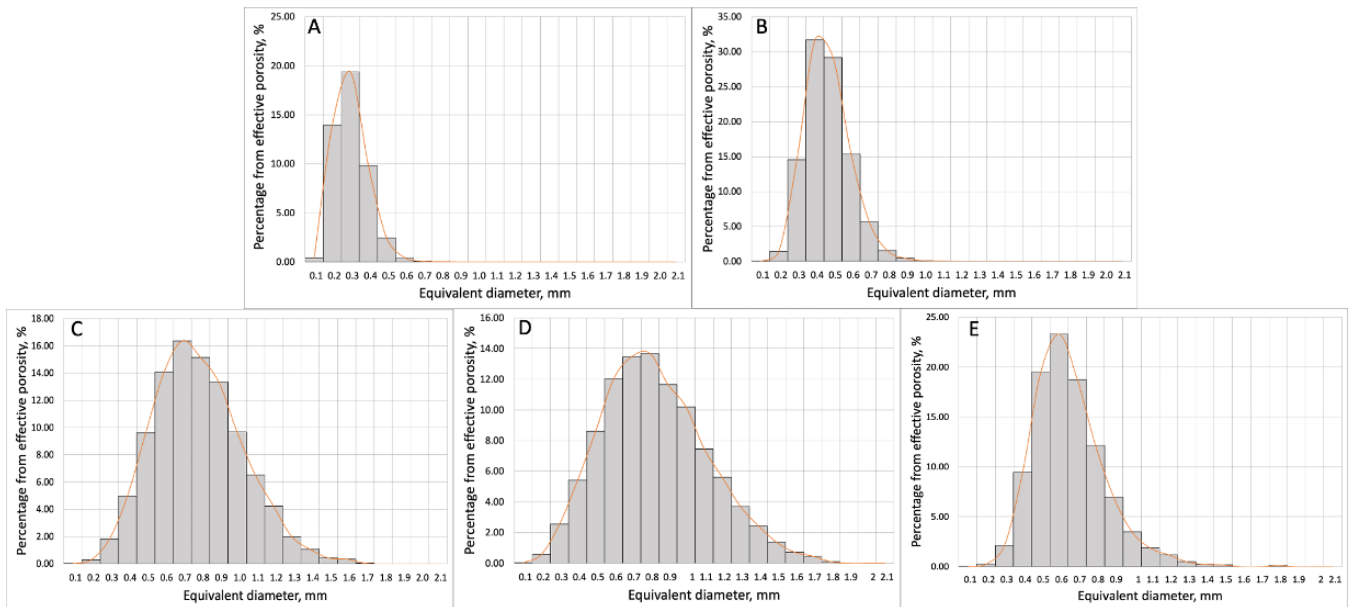 A
Percentage from effective porosity, %
25.00
20.00
15.00
10.00
5.00
0.00
0.1 0.2 0.3 0.4 0.5 0.6 0.7 0.8 0.9 1.0 1.1 1.2 1.3 1.4 1.5 1.6 1.7 1.8 1.9 2.0 2.1
Equivalent diameter, mm
B
Percentage from effective porosity, %
35.00
30.00
25.00
20.00
15.00
10.00
5.00
0.00
0.1 0.2 0.3 0.4 0.5 0.6 0.7 0.8 0.9 1.0 1.1 1.2 1.3 1.4 1.5 1.6 1.7 1.8 1.9 2.0 2.1
Equivalent diameter, mm
C
Percentage from effective porosity, %
18.00
16.00
14.00
12.00
10.00
8.00
6.00
4.00
2.00
0.00
0.1 0.2 0.3 0.4 0.5 0.6 0.7 0.8 0.9 1.0 1.1 1.2 1.3 1.4 1.5 1.6 1.7 1.8 1.9 2.0 2.1
Equivalent diameter, mm
D
Percentage from effective porosity, %
16.00
14.00
12.00
10.00
8.00
6.00
4.00
2.00
0.00
0.1 0.2 0.3 0.4 0.5 0.6 0.7 0.8 0.9 1 1.1 1.2 1.3 1.4 1.5 1.6 1.7 1.8 1.9 2 2.1
Equivalent diameter, mm
E
Percentage from effective porosity, %
25.00
20.00
15.00
10.00
5.00
0.00
0.1 0.2 0.3 0.4 0.5 0.6 0.7 0.8 0.9 1 1.1 1.2 1.3 1.4 1.5 1.6 1.7 1.8 1.9 2 2.1
Equivalent diameter, mm